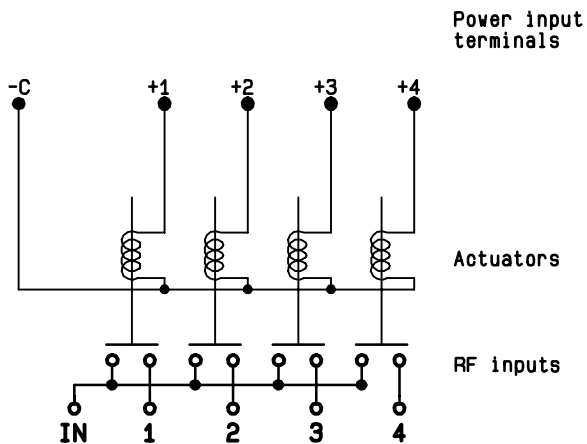 Power input
terminals
-C +1 +2 +3 +4
Actuators
RF inputs
IN 1 2 3 4